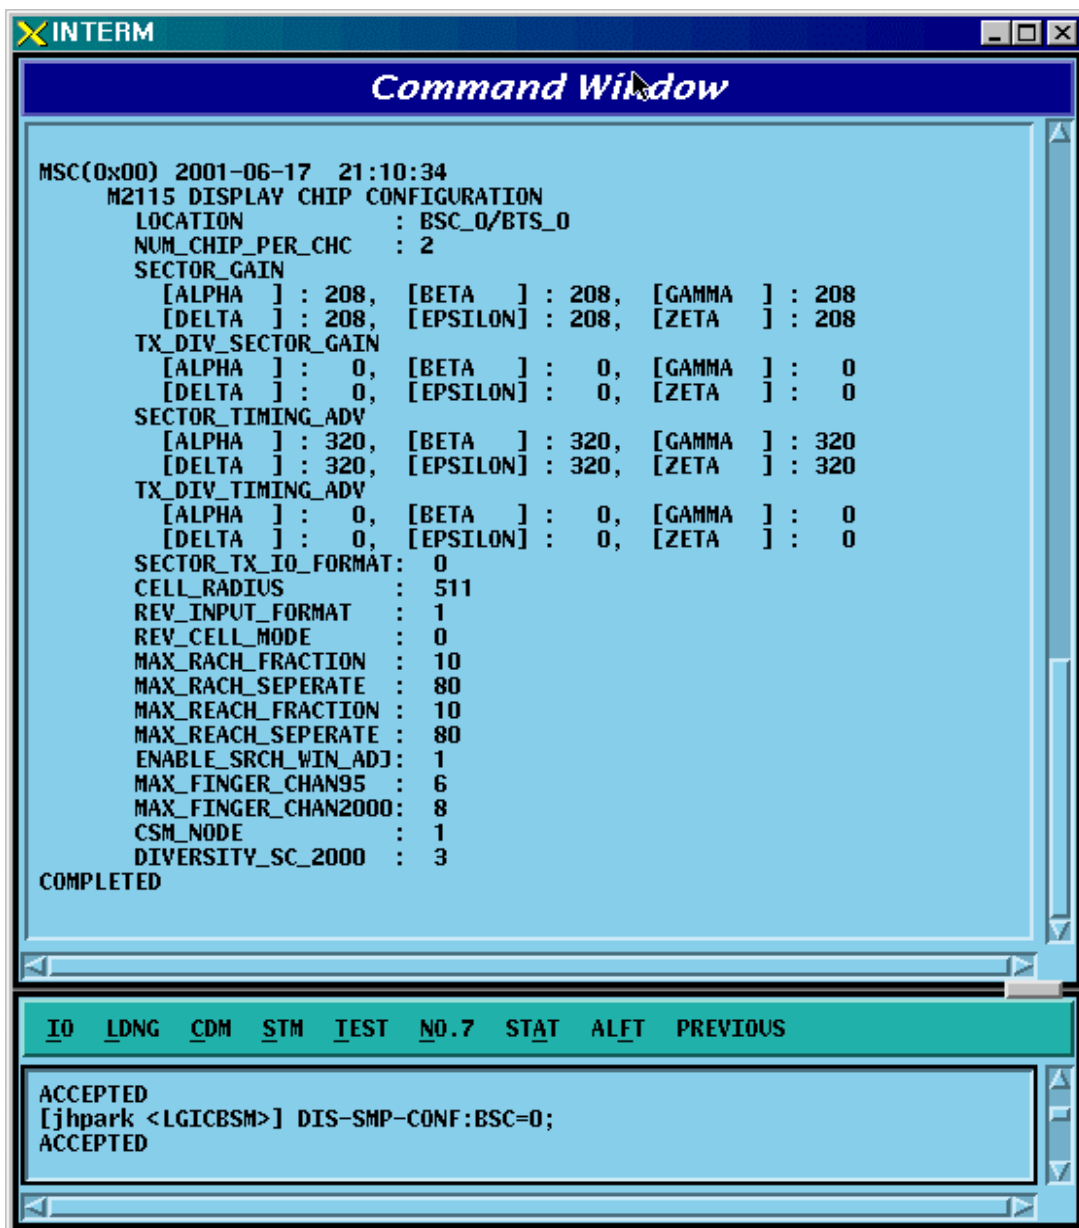 INTERM
Command Window
MSC(0x00) 2001-06-17  21:10:34
      M2115 DISPLAY CHIP CONFIGURATION
        LOCATION             : BSC_0/BTS_0
        NUM_CHIP_PER_CHC   : 2
        SECTOR_GAIN
          [ALPHA  ] : 208,  [BETA   ] : 208,  [GAMMA  ] : 208
          [DELTA  ] : 208,  [EPSILON] : 208,  [ZETA   ] : 208
        TX_DIV_SECTOR_GAIN
          [ALPHA  ] :   0,  [BETA   ] :   0,  [GAMMA  ] :   0
          [DELTA  ] :   0,  [EPSILON] :   0,  [ZETA   ] :   0
        SECTOR_TIMING_ADV
          [ALPHA  ] : 320,  [BETA   ] : 320,  [GAMMA  ] : 320
          [DELTA  ] : 320,  [EPSILON] : 320,  [ZETA   ] : 320
        TX_DIV_TIMING_ADV
          [ALPHA  ] :   0,  [BETA   ] :   0,  [GAMMA  ] :   0
          [DELTA  ] :   0,  [EPSILON] :   0,  [ZETA   ] :   0
        SECTOR_TX_IO_FORMAT:  0
        CELL_RADIUS        :  511
        REV_INPUT_FORMAT   :  1
        REV_CELL_MODE      :  0
        MAX_RACH_FRACTION  :  10
        MAX_RACH_SEPERATE  :  80
        MAX_REACH_FRACTION :  10
        MAX_REACH_SEPERATE :  80
        ENABLE_SRCH_WIN_ADJ:  1
        MAX_FINGER_CHAN95  :  6
        MAX_FINGER_CHAN2000:  8
        CSM_NODE           :  1
        DIVERSITY_SC_2000  :  3
COMPLETED
IO  LDNG  CDM  STM  TEST  NO.7  STAT  ALFT  PREVIOUS
ACCEPTED
[jhpark <LGICBSM>] DIS-SMP-CONF:BSC=0;
ACCEPTED